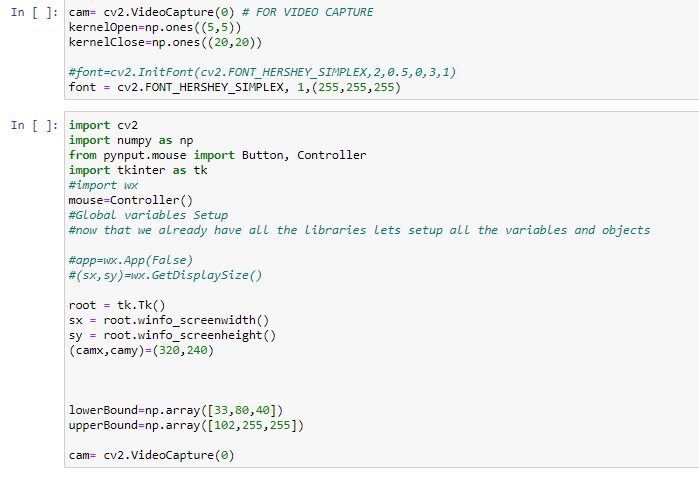 In [ ]: cam= cv2.VideoCapture(0) # FOR VIDEO CAPTURE
kernelOpen=np.ones((5,5))
kernelClose=np.ones((20,20))
#font=cv2.InitFont(cv2.FONT_HERSHEY_SIMPLEX,2,0.5,0,3,1)
font = cv2.FONT_HERSHEY_SIMPLEX, 1,(255,255,255)
In [ ]: import cv2
import numpy as np
from pynput.mouse import Button, Controller
import tkinter as tk
#import wx
mouse=Controller()
#Global variables Setup
#now that we already have all the libraries lets setup all the variables and objects
#app=wx.App(False)
#(sx,sy)=wx.GetDisplaySize()
root = tk.Tk()
sx = root.winfo_screenwidth()
sy = root.winfo_screenheight()
(camx,camy)=(320,240)
lowerBound=np.array([33,80,40])
upperBound=np.array([102,255,255])
cam= cv2.VideoCapture(0)